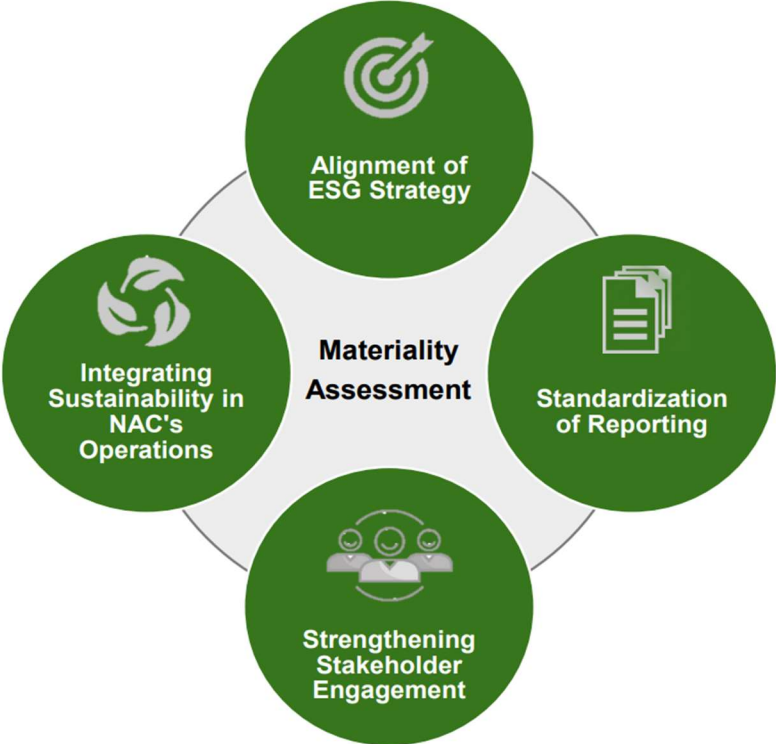 Alignment of
ESG Strategy
Integrating
Sustainability in
NAC's
Operations
Materiality
Assessment
Standardization
of Reporting
Strengthening
Stakeholder
Engagement